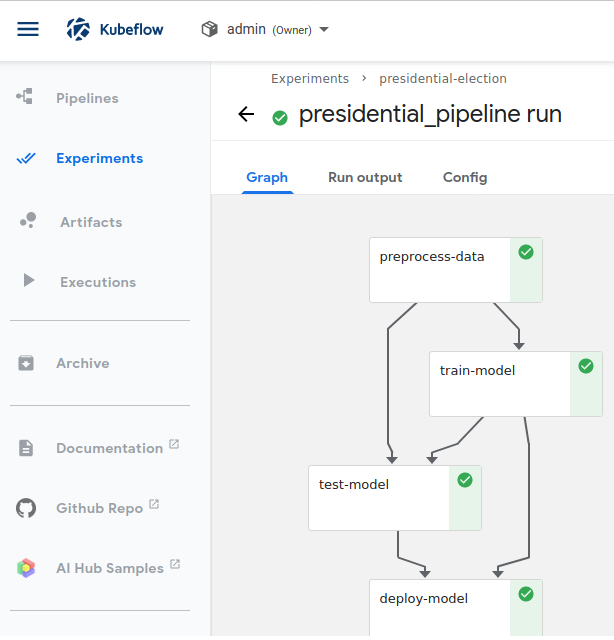 Kubeflow
admin (Owner)
Pipelines
Experiments
Artifacts
Executions
Archive
Documentation
Github Repo
AI Hub Samples
Experiments › presidential-election
presidential_pipeline run
Graph
Run output
Config
preprocess-data
train-model
test-model
deploy-model